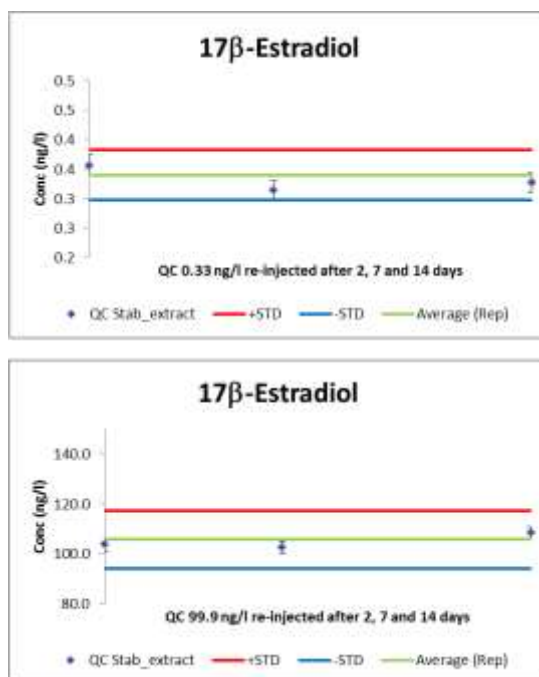 17β-Estradiol
0.5
0.5
0.4
0.4
0.3
0.3
0.2
Conc (ng/l)
QC 0.33 ng/l re-injected after 2, 7 and 14 days
QC Stab_extract +STD -STD Average (Rep)
17β-Estradiol
140.0
120.0
100.0
80.0
Conc (ng/l)
QC 99.9 ng/l re-injected after 2, 7 and 14 days
QC Stab_extract +STD -STD Average (Rep)